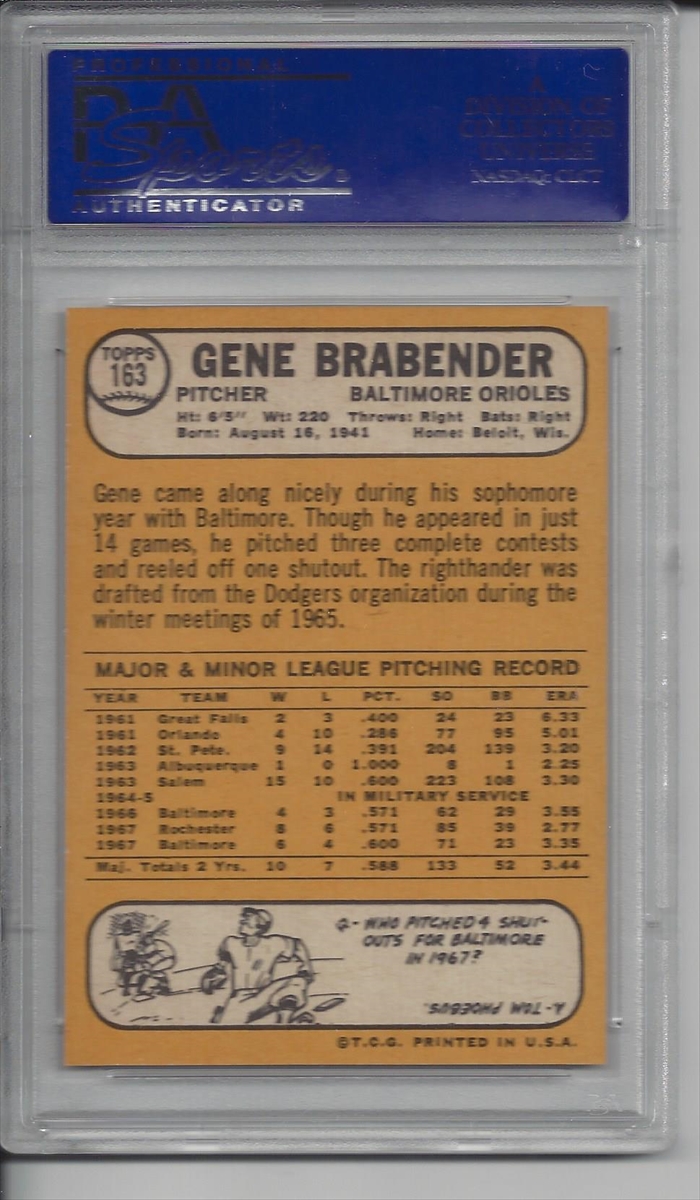 PROFESSIONAL
PSA
Sports
AUTHENTICATOR
A
DIVISION OF
COLLECTORS
UNIVERSE
NASDAQ: CLCT
TOPPS
163
GENE BRABENDER
PITCHER BALTIMORE ORIOLES
Ht: 6'5" Wt: 220 Throws: Right Bats: Right
Born: August 16, 1941 Home: Beloit, Wis.
Gene came along nicely during his sophomore
year with Baltimore. Though he appeared in just
14 games, he pitched three complete contests
and reeled off one shutout. The righthander was
drafted from the Dodgers organization during the
winter meetings of 1965.
MAJOR & MINOR LEAGUE PITCHING RECORD
YEAR TEAM W L PCT. SO BB ERA
1961 Great Falls 2 3 .400 24 23 6.33
1961 Orlando 4 10 .286 77 95 5.01
1962 St. Pete. 9 14 .391 204 139 3.20
1963 Albuquerque 1 0 1.000 8 1 2.25
1963 Salem 15 10 .600 223 108 3.30
1964-5 IN MILITARY SERVICE
1966 Baltimore 4 3 .571 62 29 3.55
1967 Rochester 8 6 .571 85 39 2.77
1967 Baltimore 6 4 .600 71 23 3.35
Maj. Totals 2 Yrs. 10 7 .588 133 52 3.44
Q- WHO PITCHED 4 SHUT-
OUTS FOR BALTIMORE
IN 1967?
A- TOM PHOEBUS.
©T.C.G. PRINTED IN U.S.A.